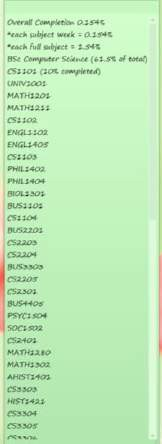 Overall Completion 0.154%
*each subject week = 0.154%
*each full subject = 1.54%
BSc Computer Science (61.5% of total)
CS1101 (10% completed)
UNIV1001
MATH1201
MATH1211
CS1102
ENGL1102
ENGL1405
CS1103
PHIL1402
PHIL1404
BIOL1301
BUS1101
CS1104
BUS2201
CS2203
CS2204
BUS3303
CS2205
CS2301
BUS4405
PSYC1504
SOC1502
CS2401
MATH1280
MATH1302
AHIST1401
CS3303
HIST1421
CS3304
CS3305
CS3306